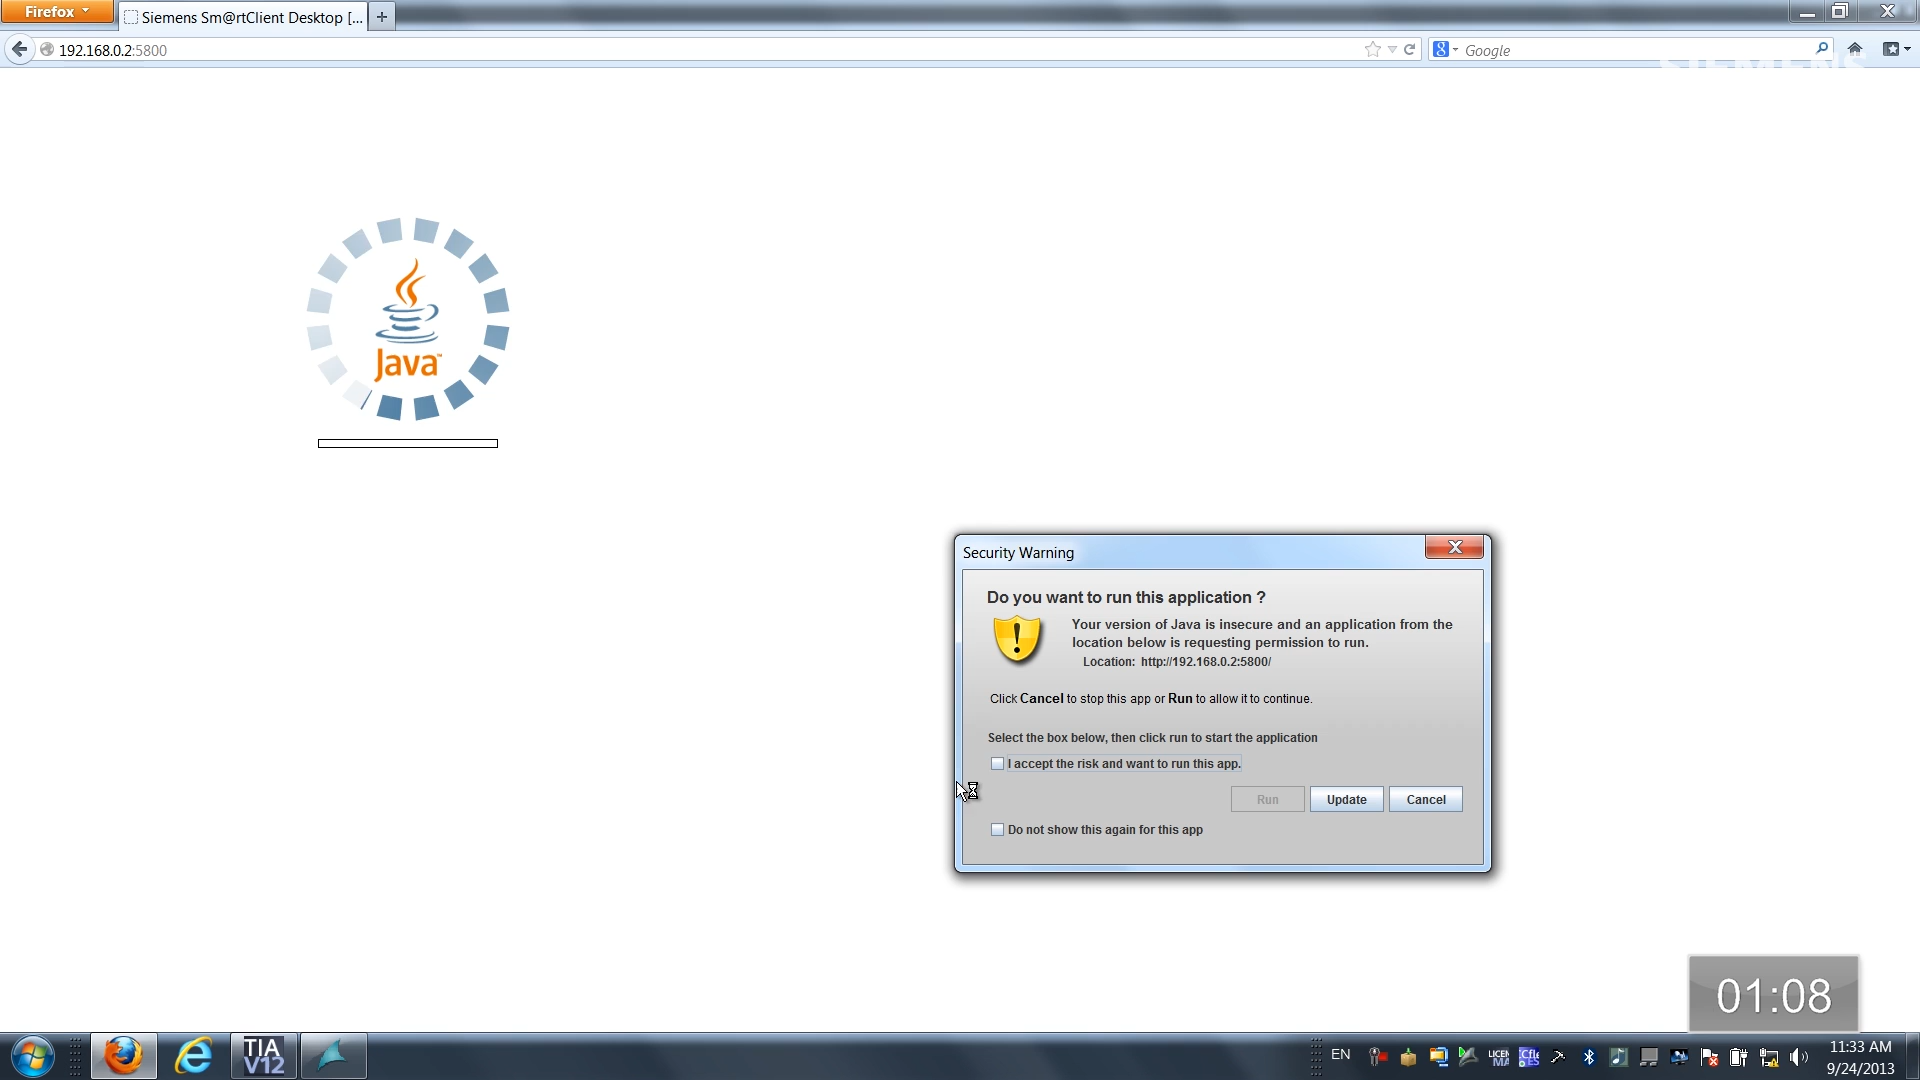 Firefox
Siemens Sm@rtClient Desktop [...
192.168.0.2:5800
8
Google
SIEMENS
Java™
Security Warning
Do you want to run this application ?
Your version of Java is insecure and an application from the
location below is requesting permission to run.
Location: http://192.168.0.2:5800/
Click Cancel to stop this app or Run to allow it to continue.
Select the box below, then click run to start the application
I accept the risk and want to run this app.
Run
Update
Cancel
Do not show this again for this app
01:08
TIA
V12
EN
11:33 AM
9/24/2013